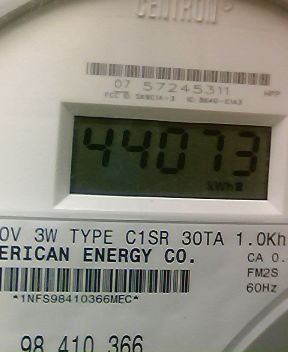 CENTRON®
07 57245311
HPP
44073
kWh
0V 3W TYPE C1SR 30TA 1.0Kh
ERICAN ENERGY CO.
CA 0.
FM2S
*1NFS98410366MEC*
60Hz
98 410 366